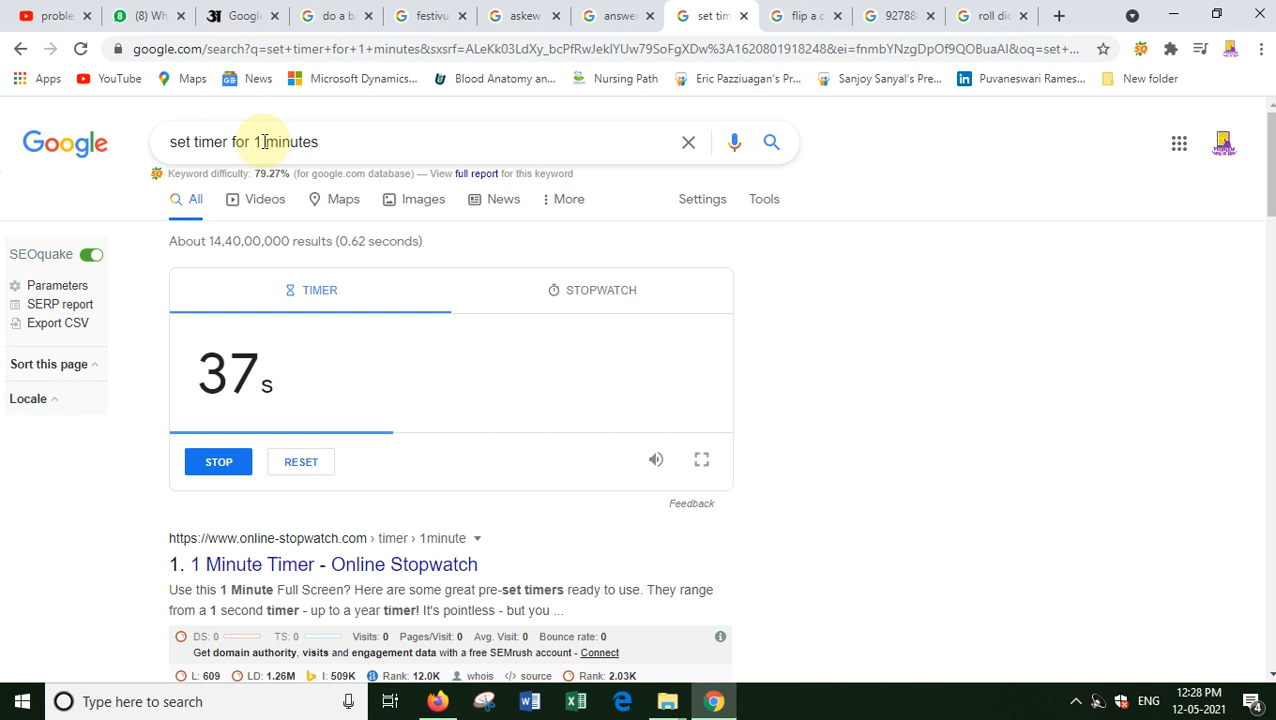 proble
(8) Wh
Google
do a ba
festivu
askew
answer
set tim
flip a c
92788
roll dic
google.com/search?q=set+timer+for+1+minutes&sxsrf=ALeKk03LdXy_bcPfRwJeklYUw79SoFgXDw%3A1620801918248&ei=fnmbYNzgDpOf9QOBuaAI&oq=set+...
Apps
YouTube
Maps
News
Microsoft Dynamics...
Blood Anatomy an...
Nursing Path
Eric Pazziuagan's Pr...
Sanjoy Sanyal's Pre...
Puvaneswari Rames...
New folder
Google
set timer for 1 minutes
Keyword difficulty: 79.27% (for google.com database) — View full report for this keyword
All
Videos
Maps
Images
News
More
Settings
Tools
About 14,40,00,000 results (0.62 seconds)
SEOquake
Parameters
SERP report
Export CSV
Sort this page
Locale
TIMER
STOPWATCH
37 s
STOP
RESET
Feedback
https://www.online-stopwatch.com › timer › 1minute
1. 1 Minute Timer - Online Stopwatch
Use this 1 Minute Full Screen? Here are some great pre-set timers ready to use. They range
from a 1 second timer - up to a year timer! It's pointless - but you ...
DS: 0 TS: 0 Visits: 0 Pages/Visit: 0 Avg. Visit: 0 Bounce rate: 0
Get domain authority, visits and engagement data with a free SEMrush account - Connect
L: 609 LD: 1.26M I: 509K Rank: 12.0K whois source Rank: 2.03K
Type here to search
ENG
12:28 PM
12-05-2021
4